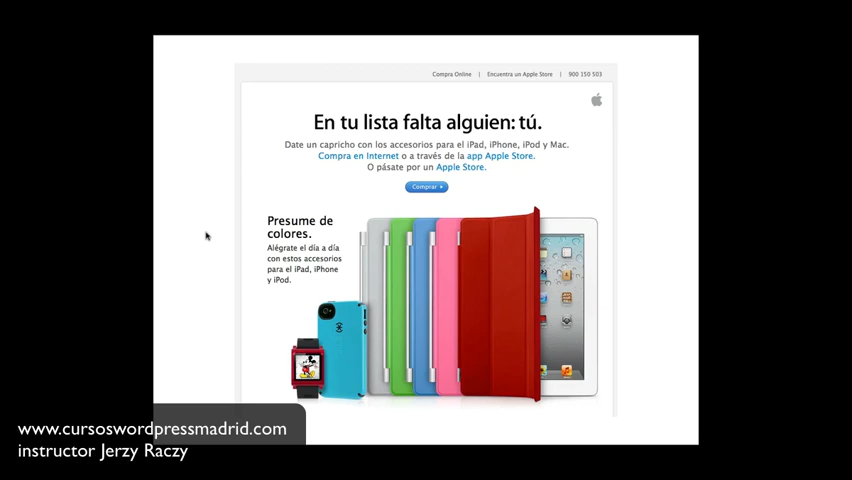 Compra Online | Encuentra un Apple Store | 900 150 503
En tu lista falta alguien: tú.
Date un capricho con los accesorios para el iPad, iPhone, iPod y Mac.
Compra en Internet o a través de la app Apple Store.
O pásate por un Apple Store.
Comprar
Presume de
colores.
Alégrate el día a día
con estos accesorios
para el iPad, iPhone
y iPod.
www.cursoswordpressmadrid.com
instructor Jerzy Raczy